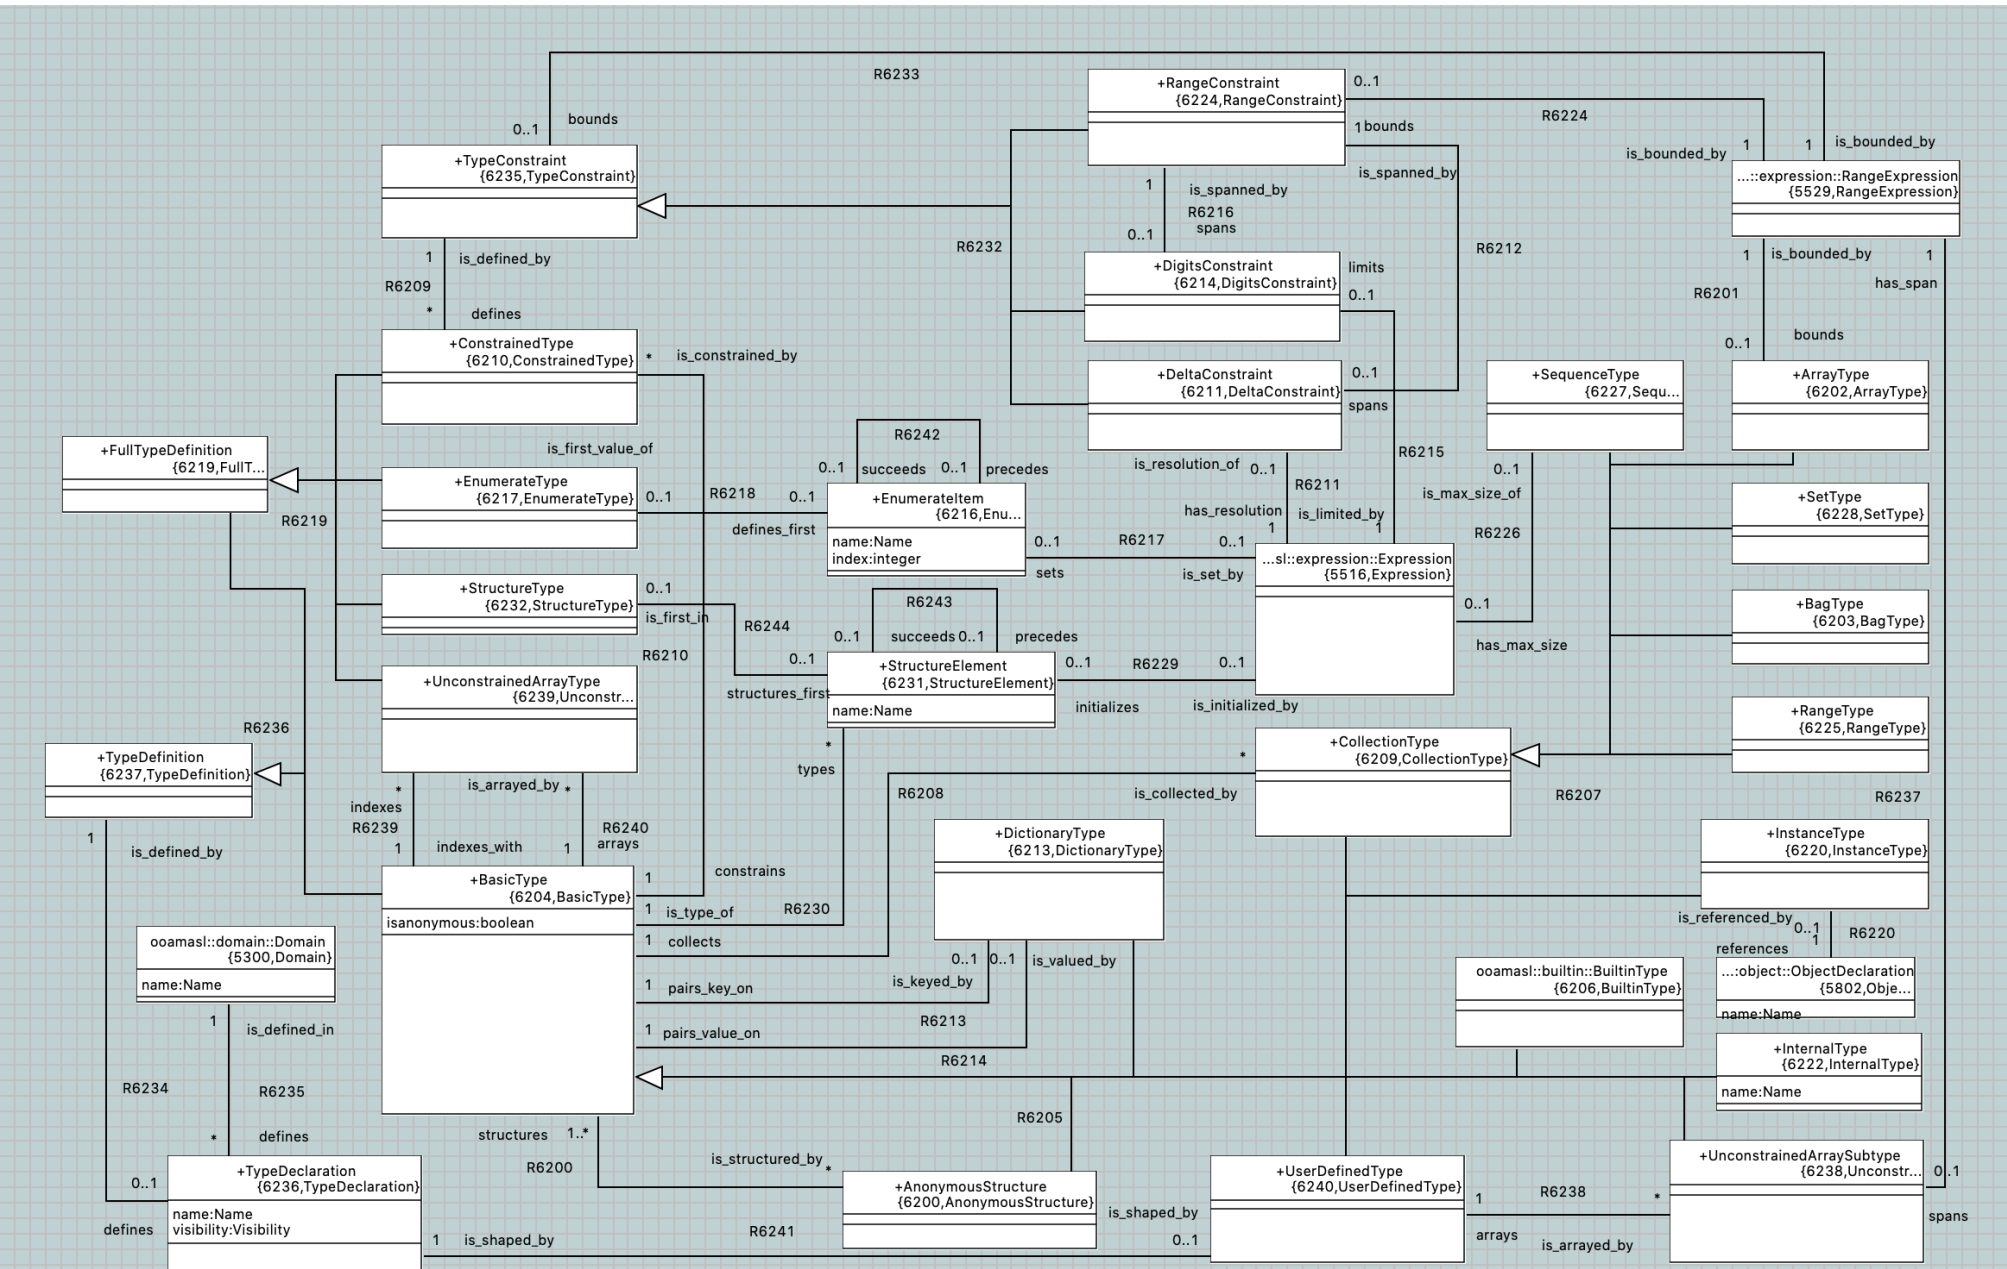 R6233
+RangeConstraint
{6224,RangeConstraint}
0..1
R6224
bounds
0..1
1 bounds
is_spanned_by
is_bounded_by
1
1
is_bounded_by
+TypeConstraint
{6235,TypeConstraint}
...::expression::RangeExpression
{5529,RangeExpression}
1
is_spanned_by
R6216
spans
0..1
R6232
R6212
1
is_defined_by
R6209
*
defines
+DigitsConstraint
{6214,DigitsConstraint}
limits
0..1
1
is_bounded_by
1
has_span
R6201
bounds
0..1
+ConstrainedType
{6210,ConstrainedType}
*
is_constrained_by
+DeltaConstraint
{6211,DeltaConstraint}
0..1
spans
+SequenceType
{6227,Sequ...
+ArrayType
{6202,ArrayType}
+FullTypeDefinition
{6219,FullT...
is_first_value_of
R6242
0..1
succeeds
0..1
precedes
is_resolution_of
0..1
R6215
0..1
is_max_size_of
R6211
has_resolution
is_limited_by
1
1
R6226
R6219
+EnumerateType
{6217,EnumerateType}
0..1
R6218
0..1
defines_first
+EnumerateItem
{6216,Enu...
name:Name
index:integer
0..1
R6217
0..1
sets
is_set_by
...sl::expression::Expression
{5516,Expression}
+SetType
{6228,SetType}
+StructureType
{6232,StructureType}
0..1
is_first_in
R6244
R6243
0..1
succeeds
0..1
precedes
0..1
has_max_size
+BagType
{6203,BagType}
R6210
0..1
structures_first
+StructureElement
{6231,StructureElement}
name:Name
0..1
R6229
0..1
initializes
is_initialized_by
+UnconstrainedArrayType
{6239,Unconstr...
+RangeType
{6225,RangeType}
R6236
+TypeDefinition
{6237,TypeDefinition}
*
types
*
is_collected_by
+CollectionType
{6209,CollectionType}
R6207
R6237
*
indexes
R6239
1
indexes_with
is_arrayed_by
*
R6240
arrays
1
R6208
+DictionaryType
{6213,DictionaryType}
+InstanceType
{6220,InstanceType}
1
is_defined_by
+BasicType
{6204,BasicType}
isanonymous:boolean
1
constrains
1
is_type_of
R6230
1
collects
is_referenced_by
0..1
1
R6220
references
ooamasl::domain::Domain
{5300,Domain}
name:Name
0..1
0..1
is_valued_by
is_keyed_by
1
pairs_key_on
R6213
1
pairs_value_on
R6214
ooamasl::builtin::BuiltinType
{6206,BuiltinType}
...:object::ObjectDeclaration
{5802,Obje...
name:Name
1
is_defined_in
+InternalType
{6222,InternalType}
name:Name
R6234
R6235
*
defines
R6205
structures
1..*
R6200
is_structured_by
*
+TypeDeclaration
{6236,TypeDeclaration}
name:Name
visibility:Visibility
0..1
defines
+AnonymousStructure
{6200,AnonymousStructure}
+UserDefinedType
{6240,UserDefinedType}
+UnconstrainedArraySubtype
{6238,Unconstr...
0..1
spans
1
R6238
*
arrays
is_arrayed_by
1
is_shaped_by
R6241
is_shaped_by
0..1